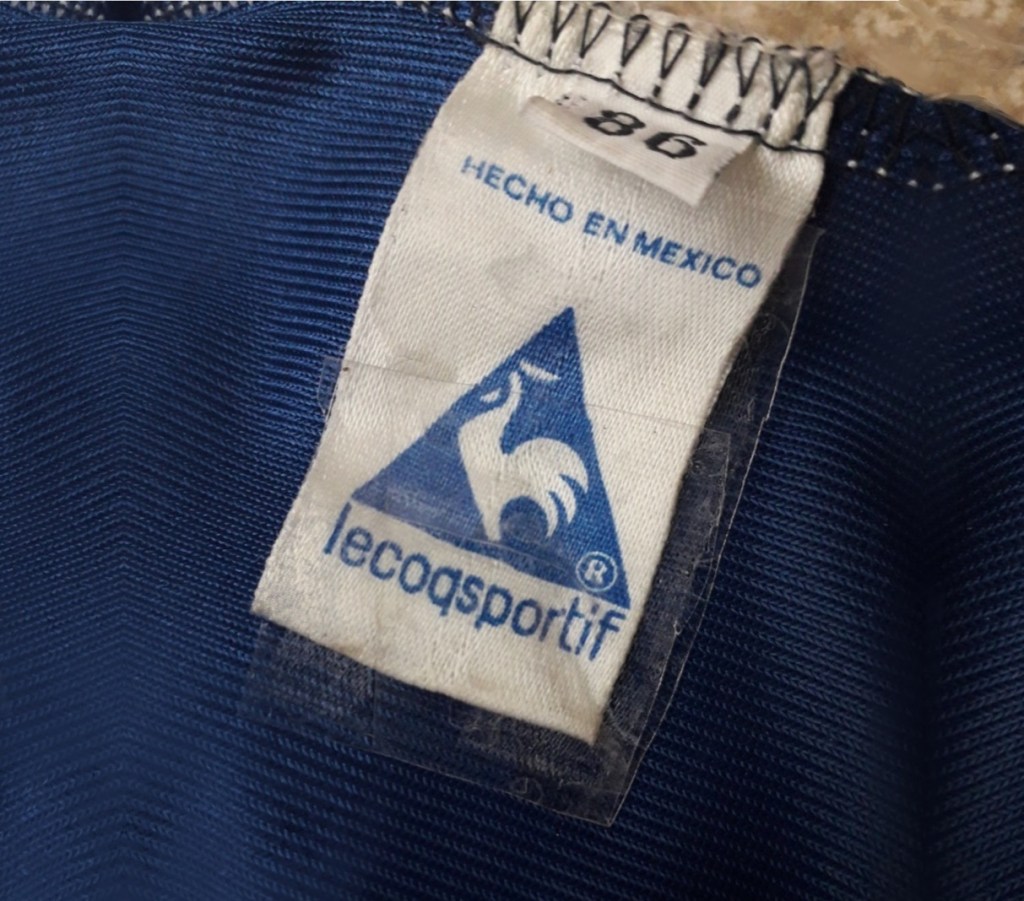 86
HECHO EN MEXICO
lecoqsportif
®